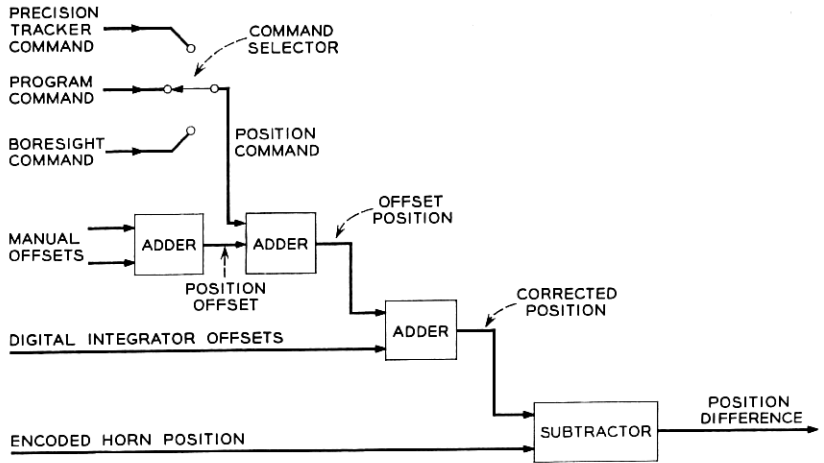 PRECISION
TRACKER
COMMAND
COMMAND
SELECTOR
PROGRAM
COMMAND
BORESIGHT
COMMAND
POSITION
COMMAND
MANUAL
OFFSETS
ADDER
ADDER
OFFSET
POSITION
POSITION
OFFSET
CORRECTED
POSITION
ADDER
DIGITAL INTEGRATOR OFFSETS
POSITION
DIFFERENCE
SUBTRACTOR
ENCODED HORN POSITION